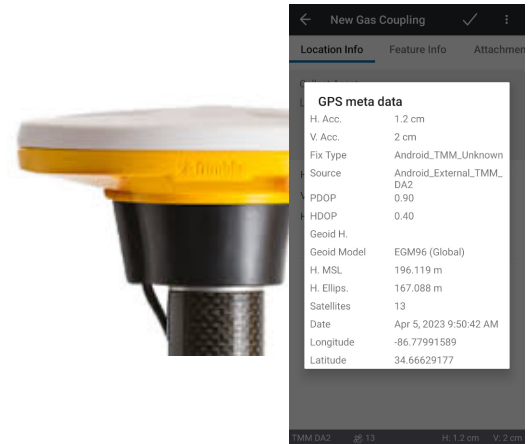 Trimble
New Gas Coupling
Location Info Feature Info Attachmen
GPS meta data
H. Acc. 1.2 cm
V. Acc. 2 cm
Fix Type Android_TMM_Unknown
Source Android_External_TMM_
DA2
PDOP 0.90
HDOP 0.40
Geoid H.
Geoid Model EGM96 (Global)
H. MSL 196.119 m
H. Ellips. 167.088 m
Satellites 13
Date Apr 5, 2023 9:50:42 AM
Longitude -86.77991589
Latitude 34.66629177
TMM DA2 13 H: 1.2 cm V: 2 cm